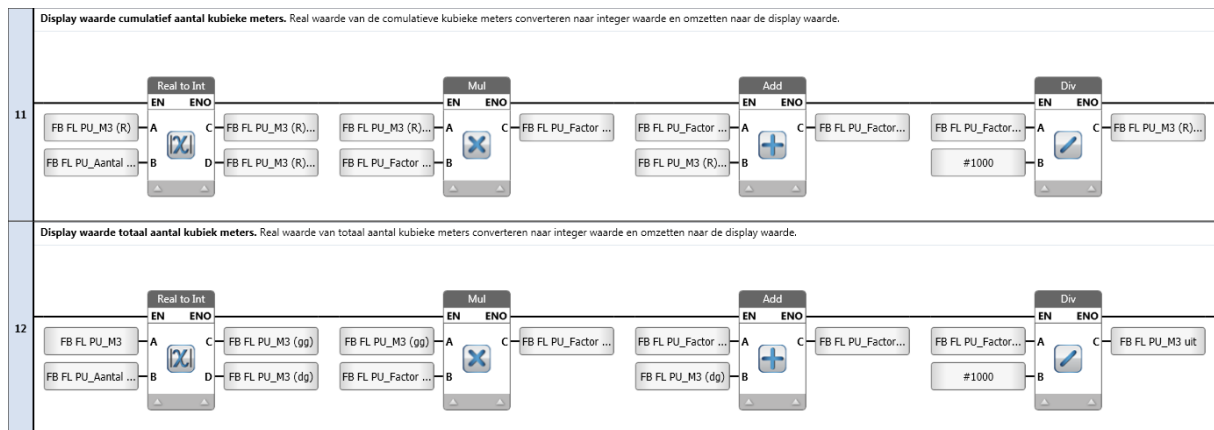 Display waarde cumulatief aantal kubieke meters. Real waarde van de comulatieve kubieke meters converteren naar integer waarde en omzetten naar de display waarde.
11
Real to Int
EN ENO
FB FL PU_M3 (R) A C FB FL PU_M3 (R)...
FB FL PU_Aantal ... B D FB FL PU_M3 (R)...
Mul
EN ENO
FB FL PU_M3 (R)... A C FB FL PU_Factor ...
FB FL PU_Factor ... B
Add
EN ENO
FB FL PU_Factor ... A C FB FL PU_Factor...
FB FL PU_M3 (R)... B
Div
EN ENO
FB FL PU_Factor... A C FB FL PU_M3 (R)...
#1000 B
Display waarde totaal aantal kubiek meters. Real waarde van totaal aantal kubieke meters converteren naar integer waarde en omzetten naar de display waarde.
12
Real to Int
EN ENO
FB FL PU_M3 A C FB FL PU_M3 (gg)
FB FL PU_Aantal ... B D FB FL PU_M3 (dg)
Mul
EN ENO
FB FL PU_M3 (gg) A C FB FL PU_Factor ...
FB FL PU_Factor ... B
Add
EN ENO
FB FL PU_Factor ... A C FB FL PU_Factor...
FB FL PU_M3 (dg) B
Div
EN ENO
FB FL PU_Factor... A C FB FL PU_M3 uit
#1000 B